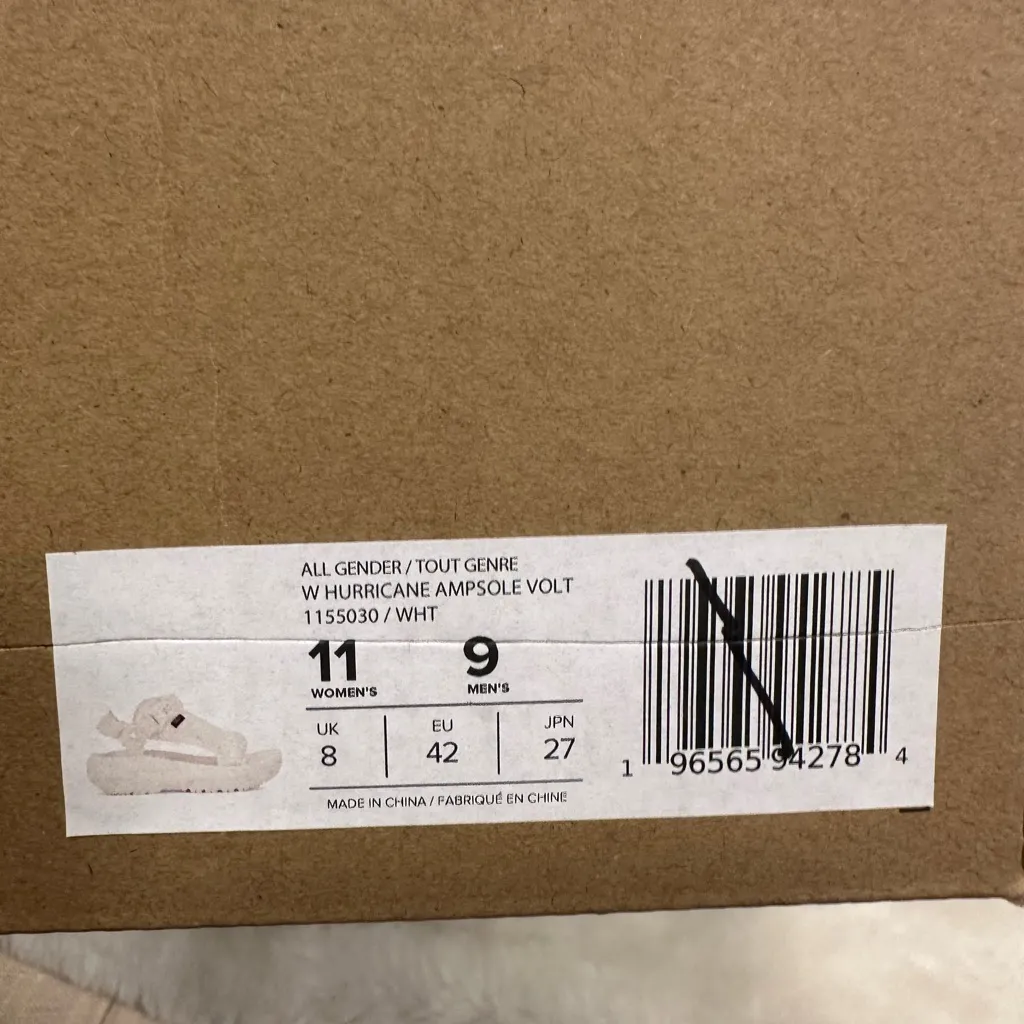 ALL GENDER / TOUT GENRE
W HURRICANE AMPSOLE VOLT
1155030 / WHT
11 9
WOMEN'S MEN'S
UK EU JPN
8 42 27
MADE IN CHINA / FABRIQUÉ EN CHINE
1 96565 94278 4